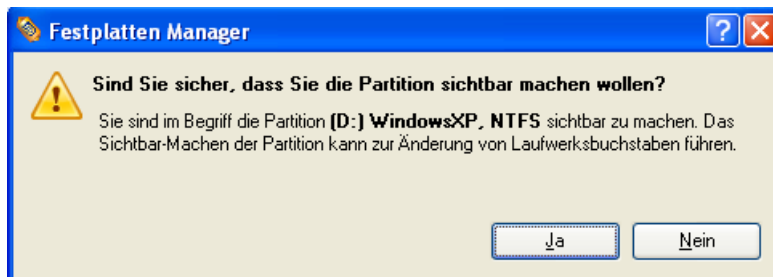 Festplatten Manager
Sind Sie sicher, dass Sie die Partition sichtbar machen wollen?
Sie sind im Begriff die Partition (D:) WindowsXP, NTFS sichtbar zu machen. Das
Sichtbar-Machen der Partition kann zur Änderung von Laufwerksbuchstaben führen.
Ja
Nein